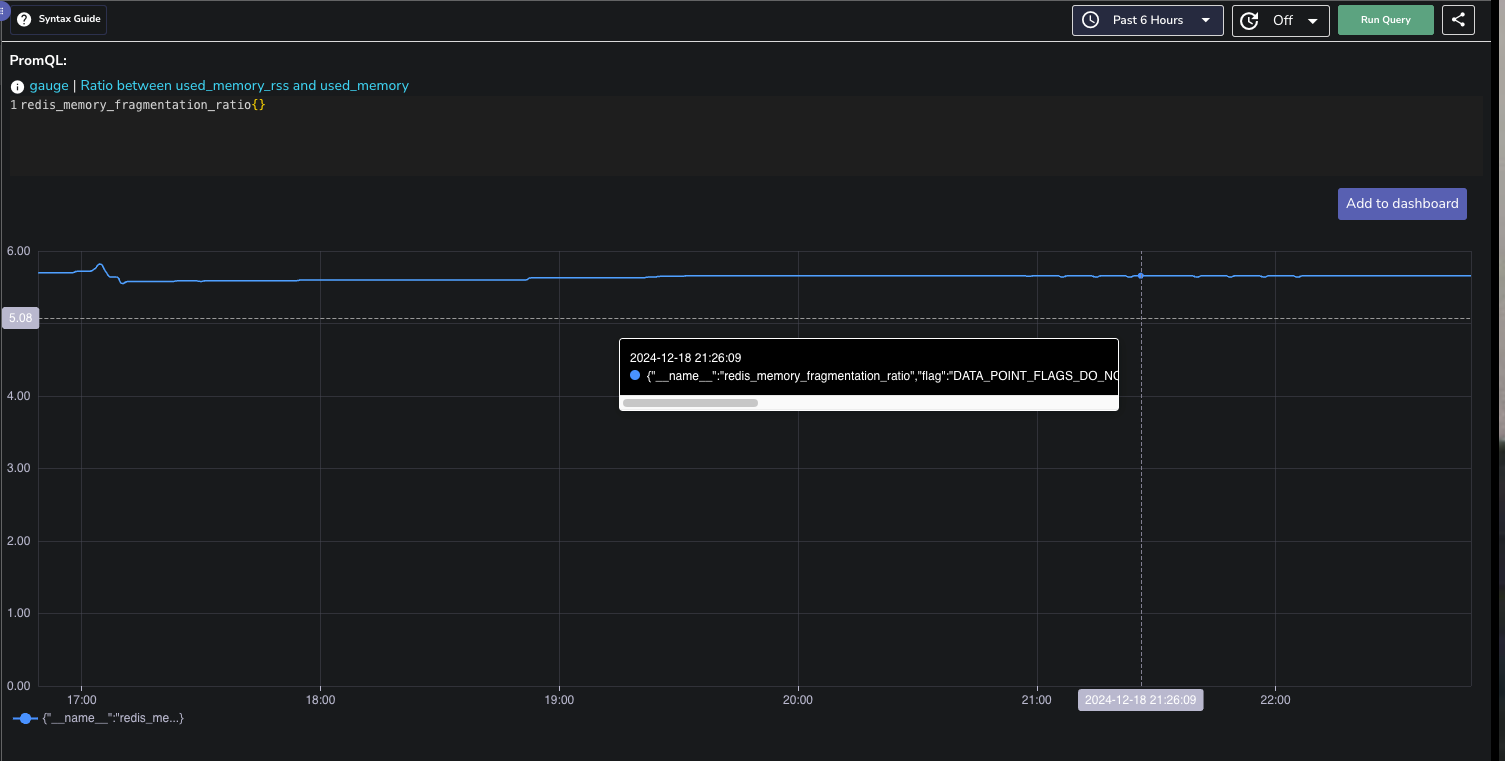 Syntax Guide
Past 6 Hours
Off
Run Query
PromQL:
gauge | Ratio between used_memory_rss and used_memory
1 redis_memory_fragmentation_ratio{}
Add to dashboard
6.00
5.08
4.00
3.00
2.00
1.00
0.00
2024-12-18 21:26:09
{"__name__":"redis_memory_fragmentation_ratio","flag":"DATA_POINT_FLAGS_DO_NO
17:00
18:00
19:00
20:00
21:00
2024-12-18 21:26:09
22:00
{"__name__":"redis_me...}